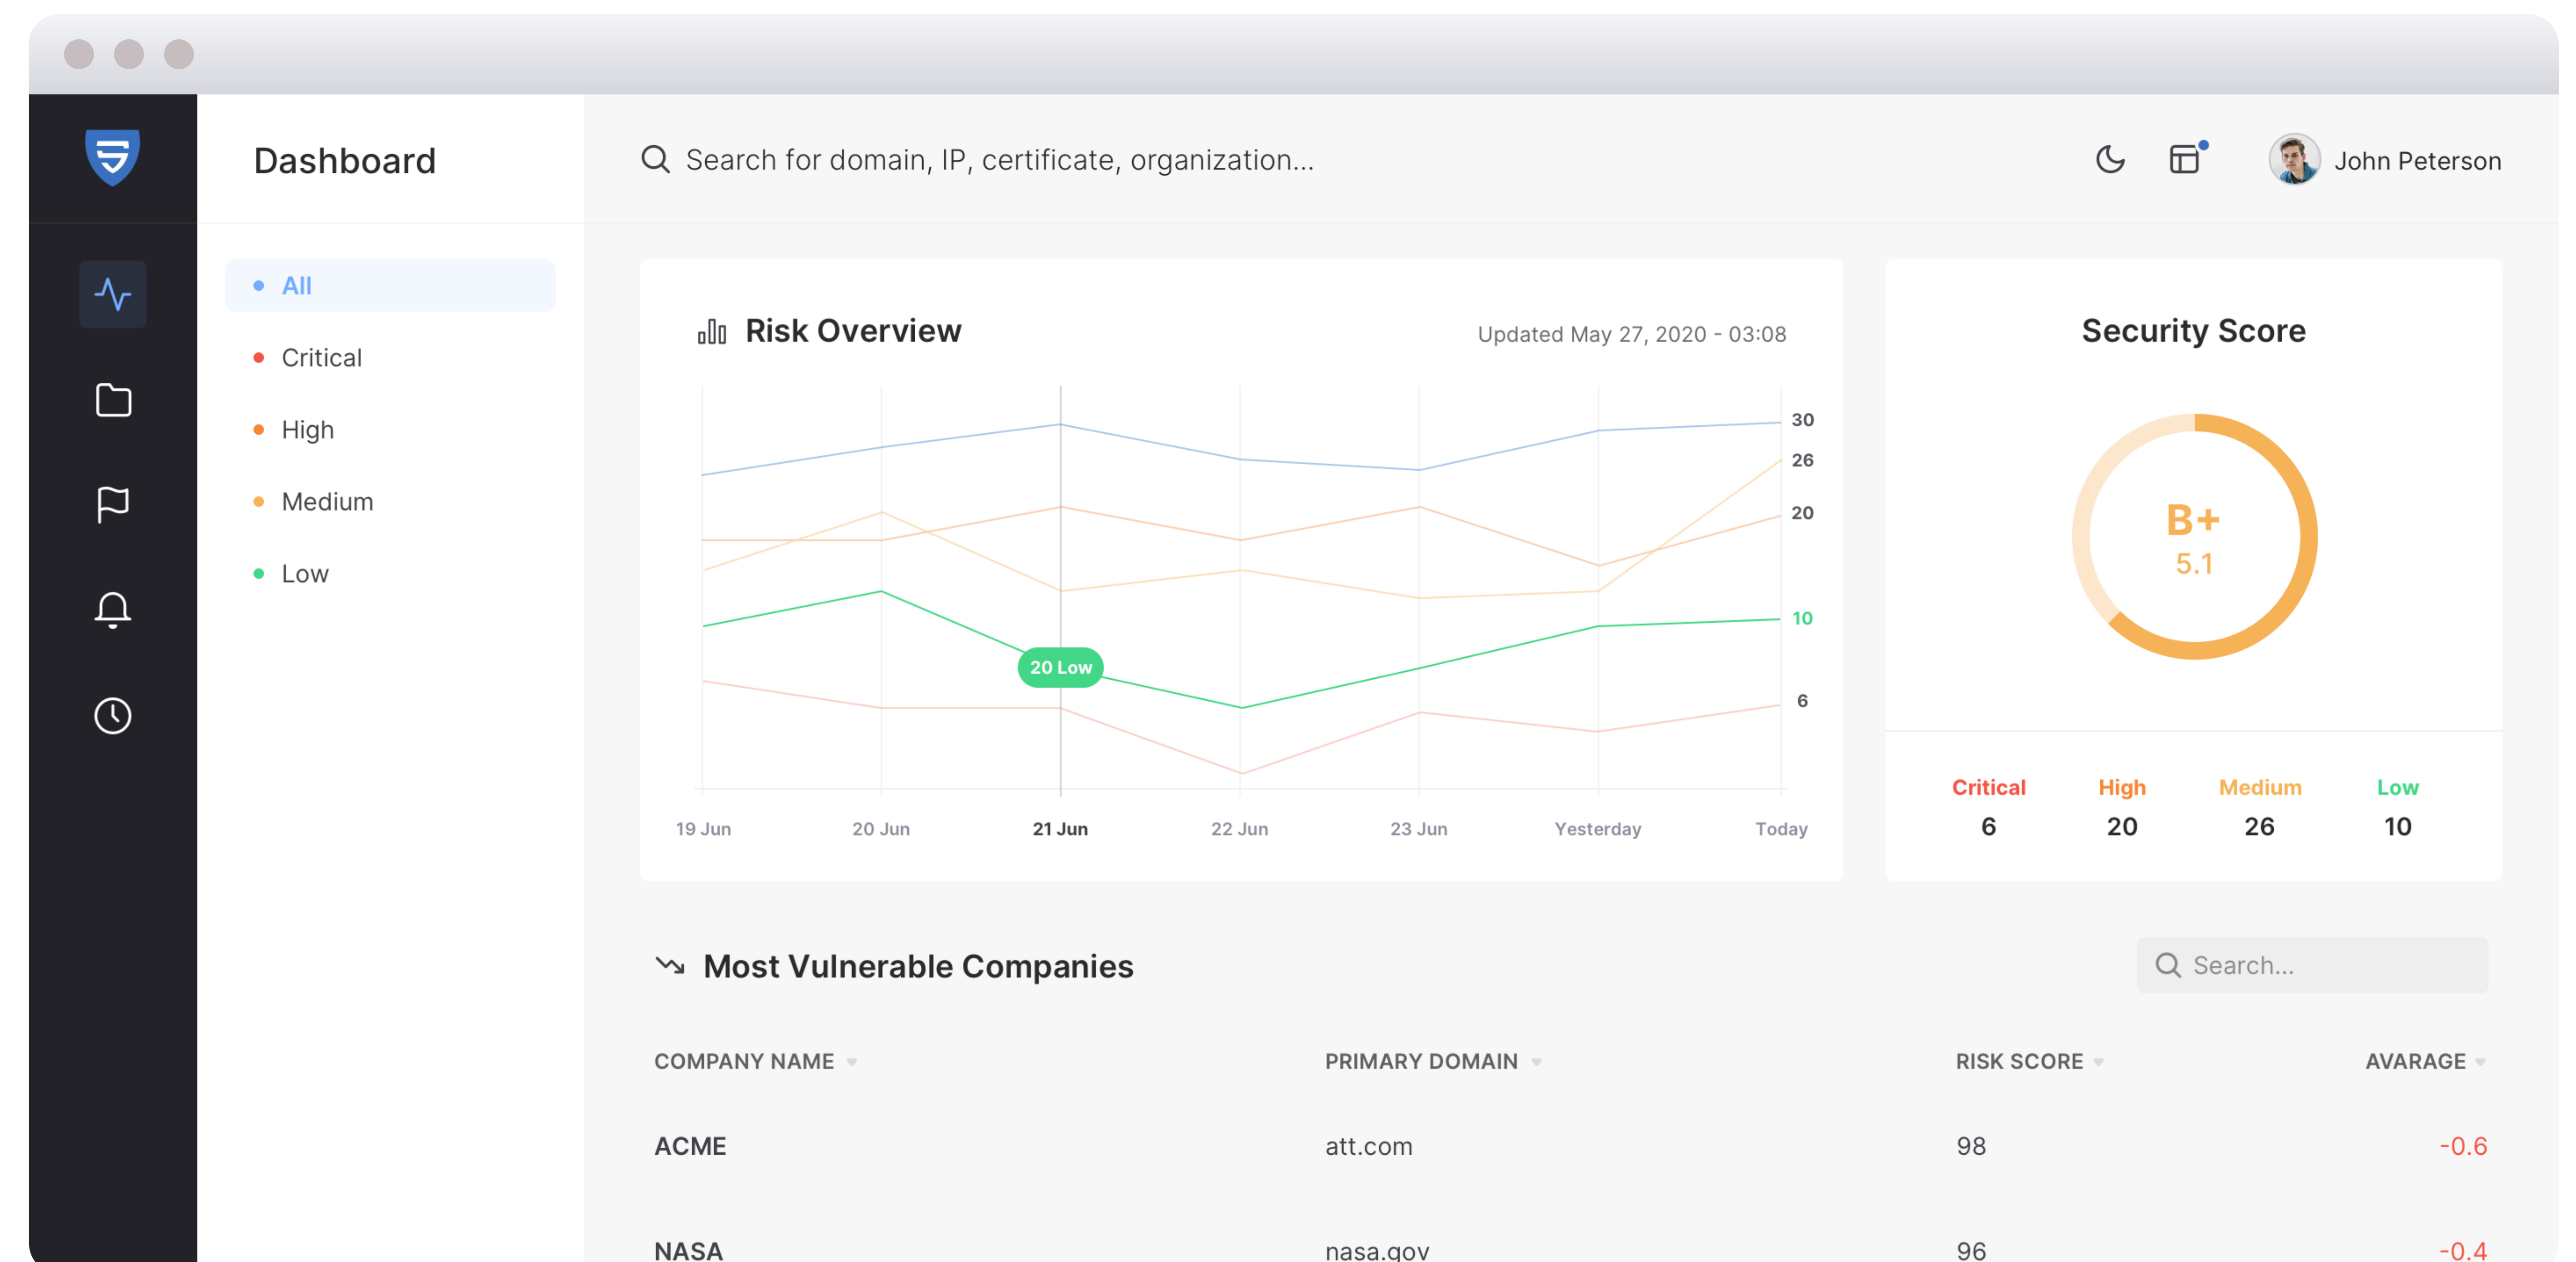 Dashboard
Search for domain, IP, certificate, organization...
John Peterson
All
Critical
High
Medium
Low
Risk Overview
Updated May 27, 2020 - 03:08
30
26
20
10
6
20 Low
19 Jun
20 Jun
21 Jun
22 Jun
23 Jun
Yesterday
Today
Security Score
B+
5.1
Critical High Medium Low
6 20 26 10
Most Vulnerable Companies
Search...
COMPANY NAME PRIMARY DOMAIN RISK SCORE AVARAGE
ACME att.com 98 -0.6
NASA nasa.gov 96 -0.4